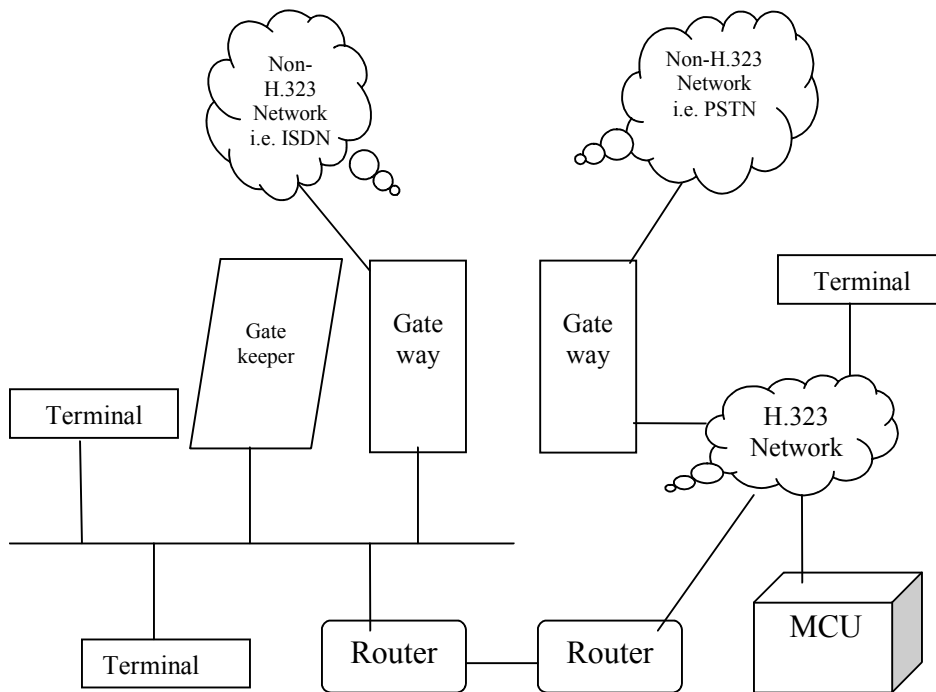 Non-
H.323
Network
i.e. ISDN
Non-H.323
Network
i.e. PSTN
Terminal
Gate
keeper
Gate
way
Gate
way
Terminal
H.323
Network
Terminal
Router
Router
MCU